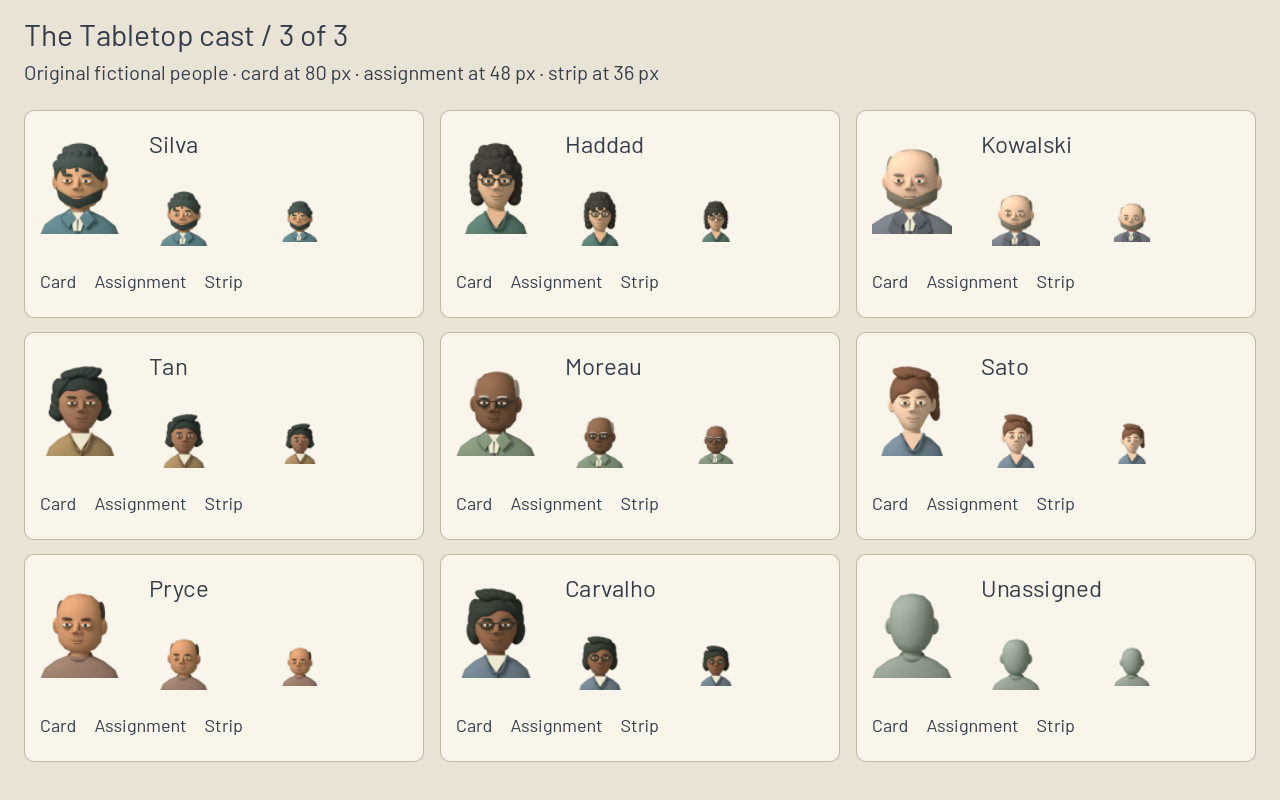 The Tabletop cast / 3 of 3
Original fictional people · card at 80 px · assignment at 48 px · strip at 36 px
Silva
Card Assignment Strip
Haddad
Card Assignment Strip
Kowalski
Card Assignment Strip
Tan
Card Assignment Strip
Moreau
Card Assignment Strip
Sato
Card Assignment Strip
Pryce
Card Assignment Strip
Carvalho
Card Assignment Strip
Unassigned
Card Assignment Strip